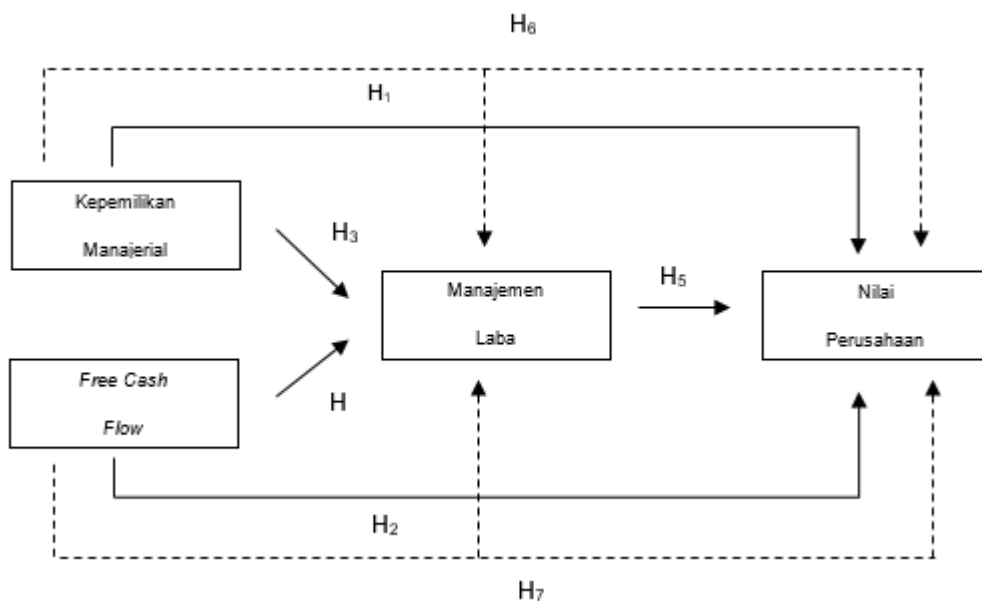 H₆
H₁
Kepemilikan
Manajerial
H₃
Manajemen
Laba
H₅
Nilai
Perusahaan
Free Cash
Flow
H
H₂
H₇